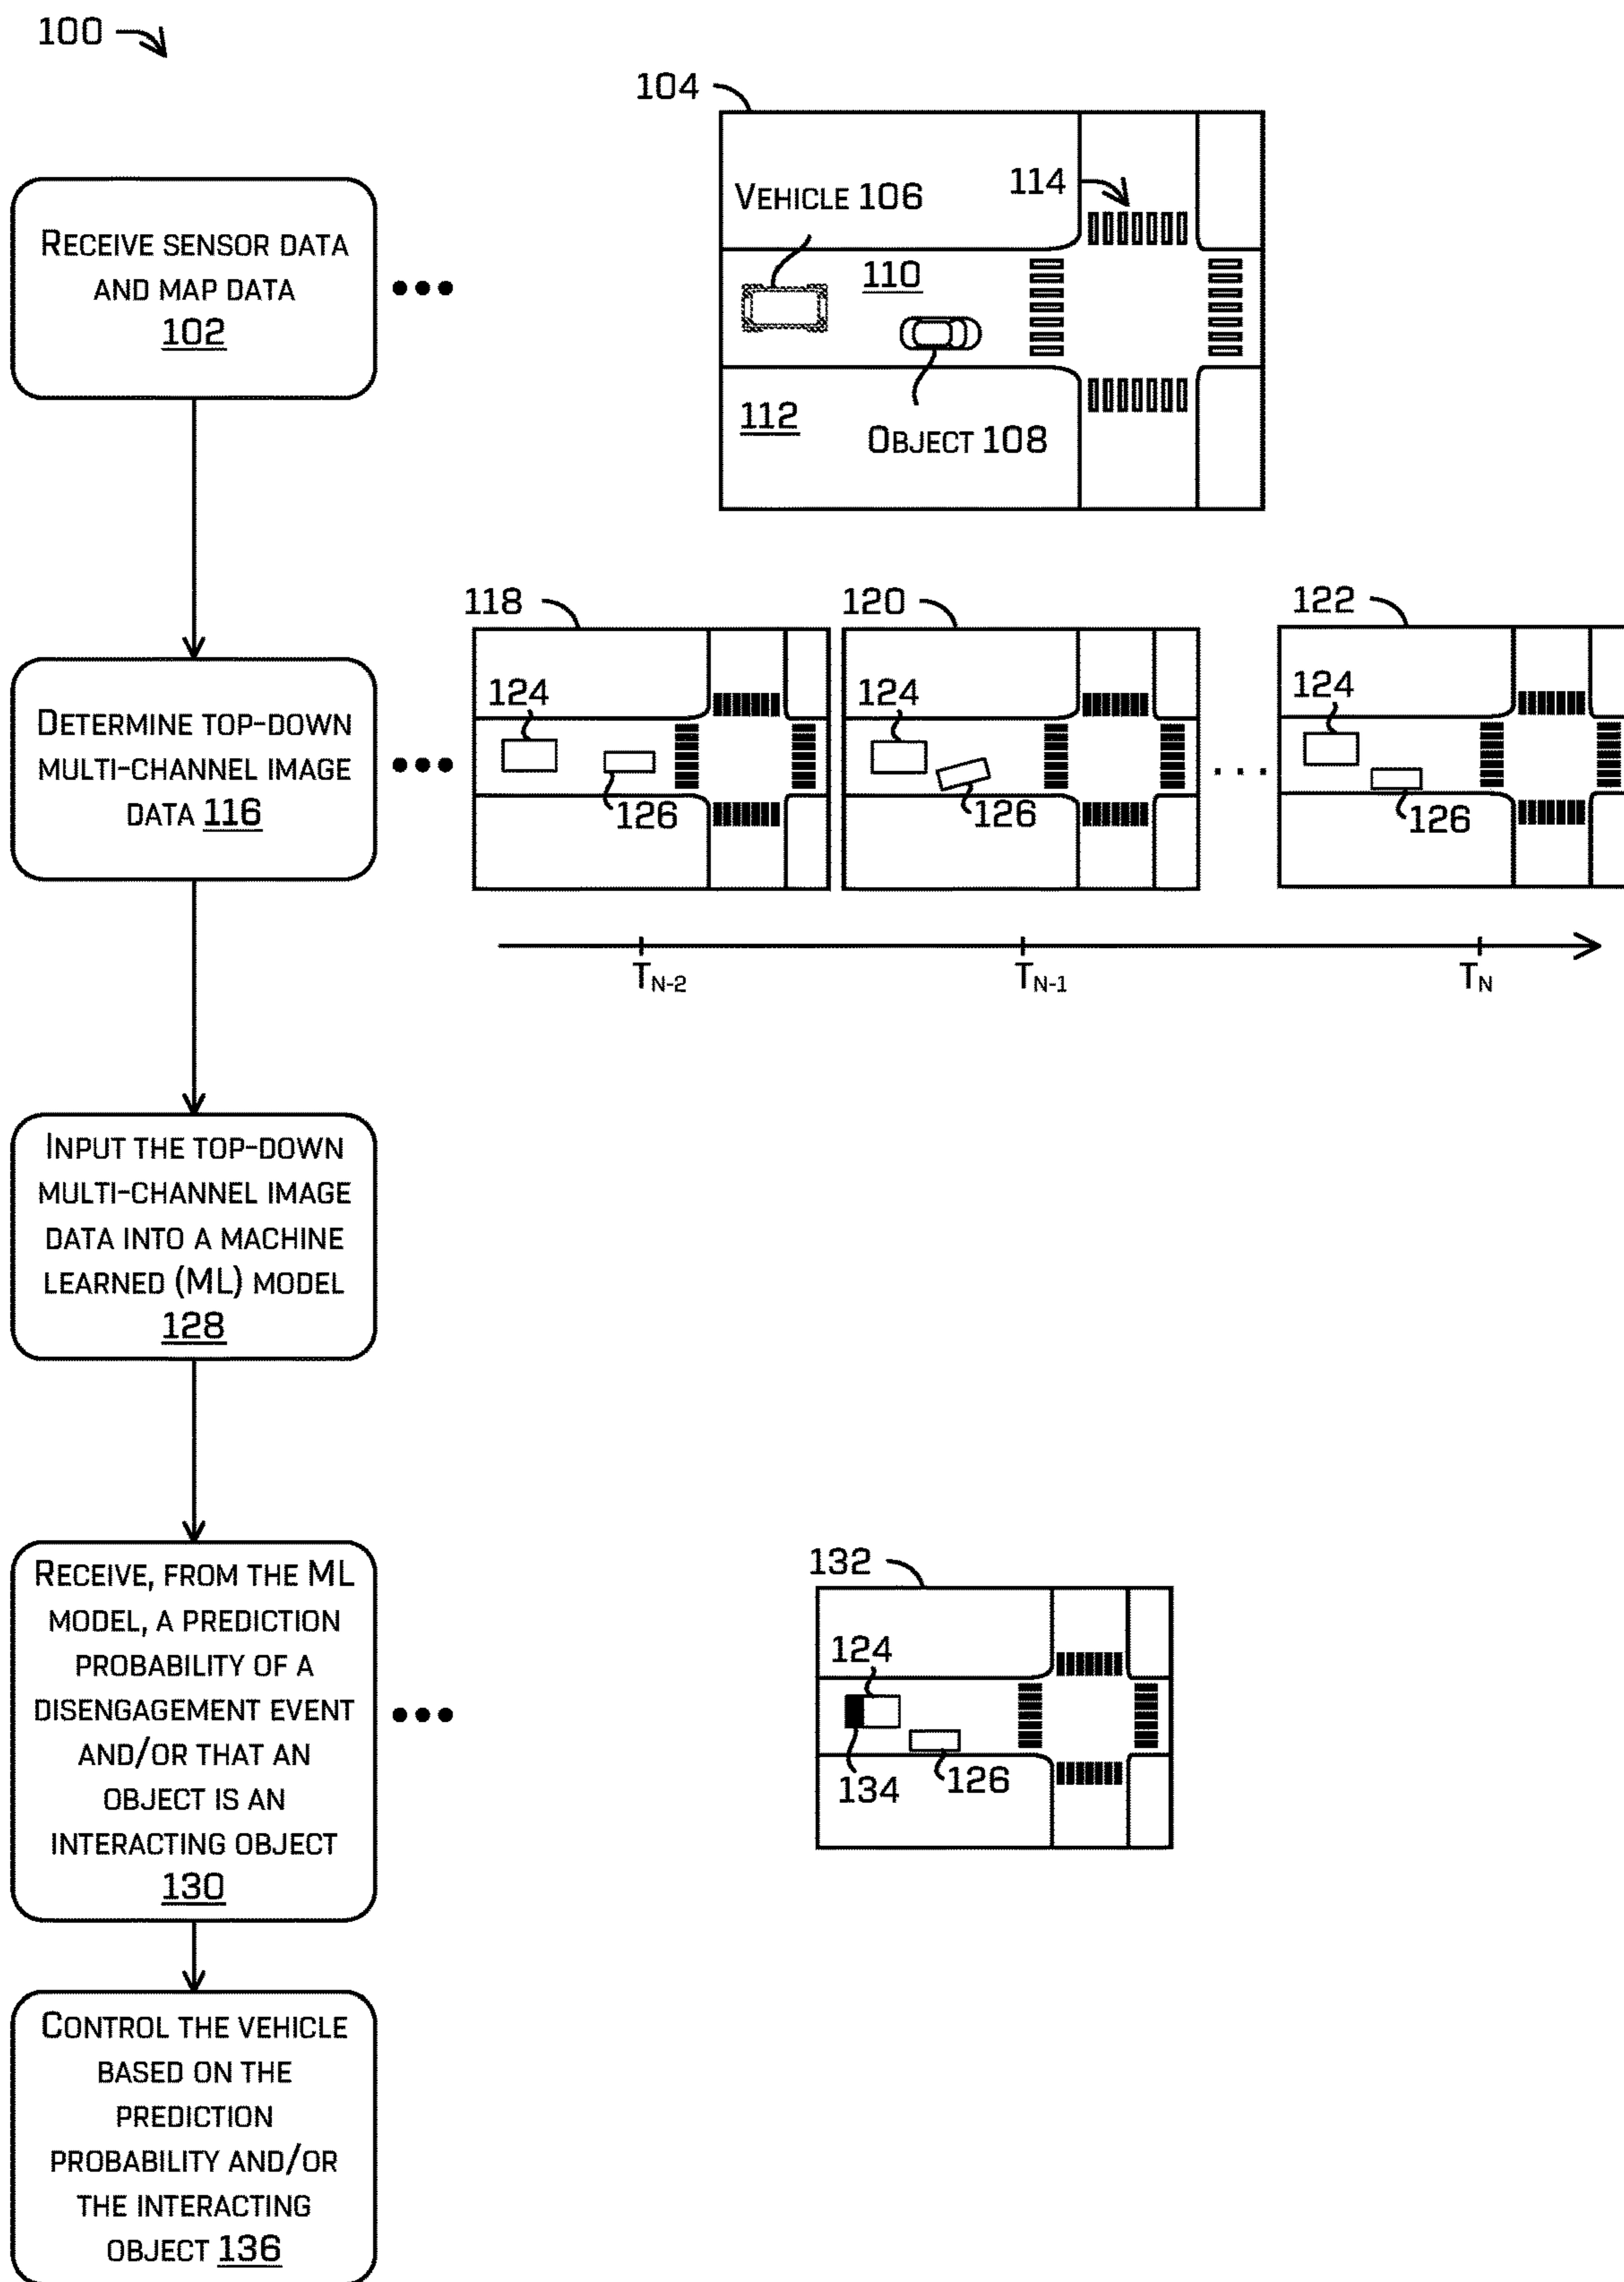 100
104
VEHICLE 106
114
110
112
OBJECT 108
RECEIVE SENSOR DATA
AND MAP DATA
102
118
120
122
124
124
124
126
126
126
DETERMINE TOP-DOWN
MULTI-CHANNEL IMAGE
DATA 116
...
TN-2
TN-1
TN
INPUT THE TOP-DOWN
MULTI-CHANNEL IMAGE
DATA INTO A MACHINE
LEARNED (ML) MODEL
128
RECEIVE, FROM THE ML
MODEL, A PREDICTION
PROBABILITY OF A
DISENGAGEMENT EVENT
AND/OR THAT AN
OBJECT IS AN
INTERACTING OBJECT
130
132
124
134
126
CONTROL THE VEHICLE
BASED ON THE
PREDICTION
PROBABILITY AND/OR
THE INTERACTING
OBJECT 136